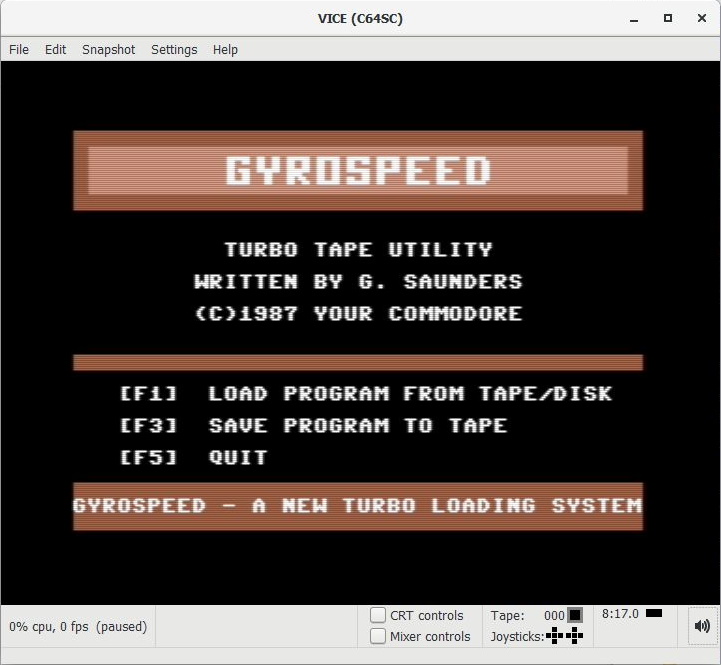 VICE (C64SC)
File Edit Snapshot Settings Help
GYROSPEED
TURBO TAPE UTILITY
WRITTEN BY G. SAUNDERS
(C)1987 YOUR COMMODORE
[F1] LOAD PROGRAM FROM TAPE/DISK
[F3] SAVE PROGRAM TO TAPE
[F5] QUIT
GYROSPEED - A NEW TURBO LOADING SYSTEM
0% cpu, 0 fps (paused)
CRT controls
Mixer controls
Tape: 000
Joysticks:
8:17.0